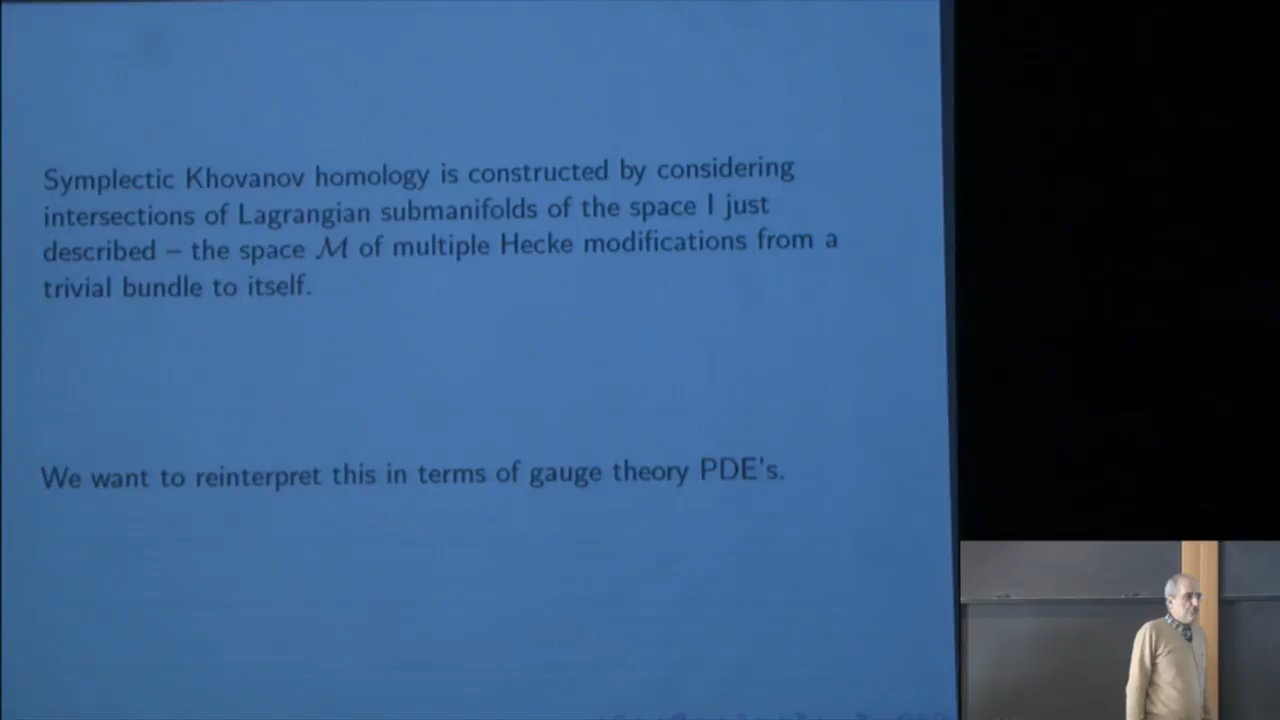 Symplectic Khovanov homology is constructed by considering
intersections of Lagrangian submanifolds of the space I just
described – the space ℳ of multiple Hecke modifications from a
trivial bundle to itself.
We want to reinterpret this in terms of gauge theory PDE's.